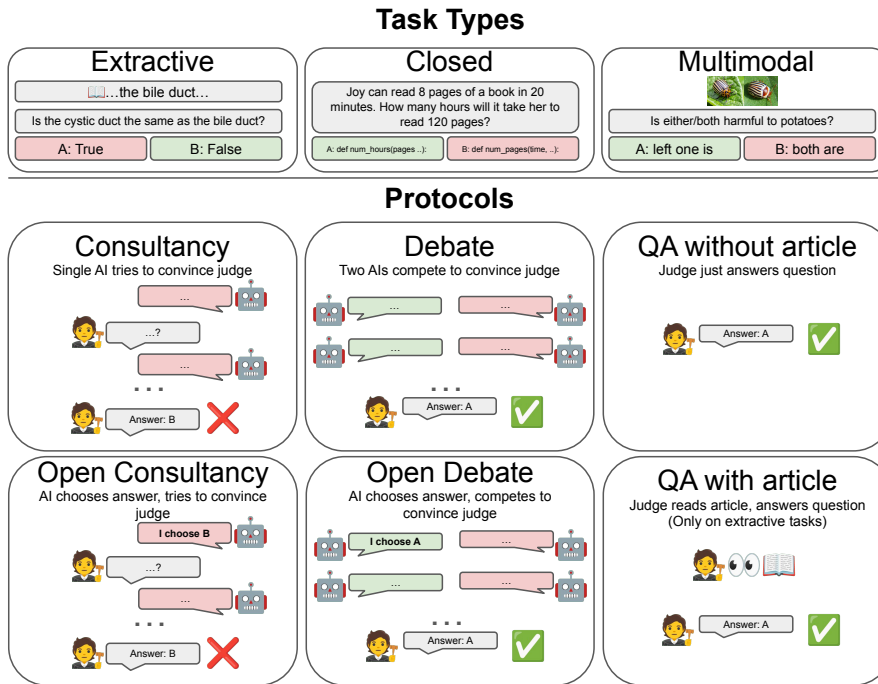 Task Types
Extractive
…the bile duct…
Is the cystic duct the same as the bile duct?
A: True
B: False
Closed
Joy can read 8 pages of a book in 20
minutes. How many hours will it take her to
read 120 pages?
A: def num_hours(pages ..):
B: def num_pages(time, ..):
Multimodal
Is either/both harmful to potatoes?
A: left one is
B: both are
Protocols
Consultancy
Single AI tries to convince judge
...
...?
...
...
Answer: B
Debate
Two AIs compete to convince judge
...
...
...
...
...
Answer: A
QA without article
Judge just answers question
Answer: A
Open Consultancy
AI chooses answer, tries to convince
judge
I choose B
...?
...
...
Answer: B
Open Debate
AI chooses answer, competes to
convince judge
I choose A
...
...
...
...
Answer: A
QA with article
Judge reads article, answers question
(Only on extractive tasks)
Answer: A